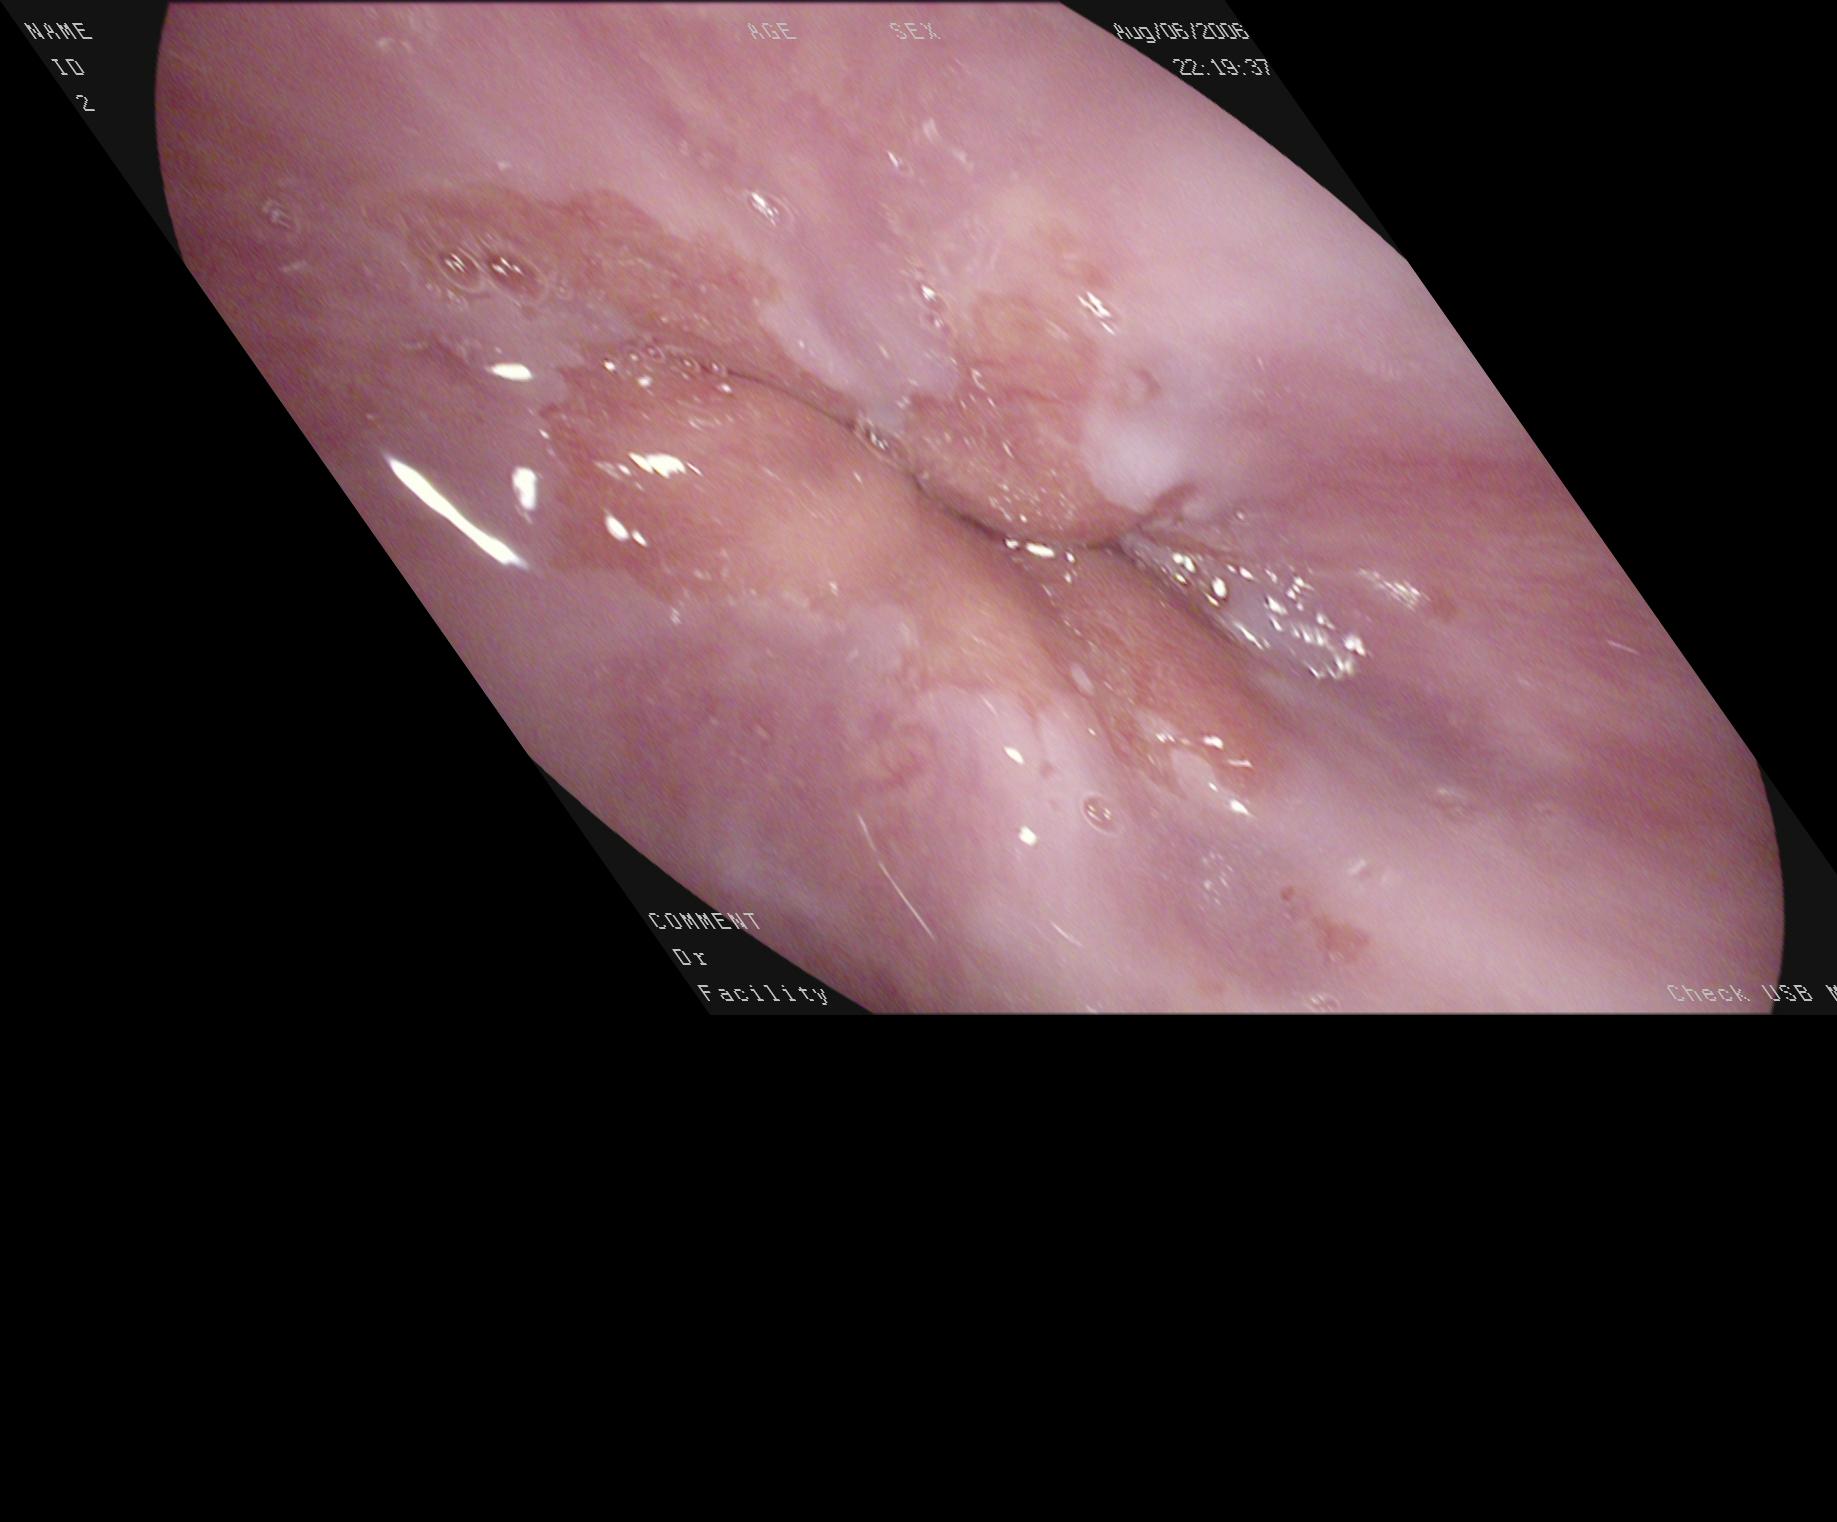 NAME AGE SEX Aug/06/2006
ID 22:19:37
2
COMMENT
Dr
Facility Check USB